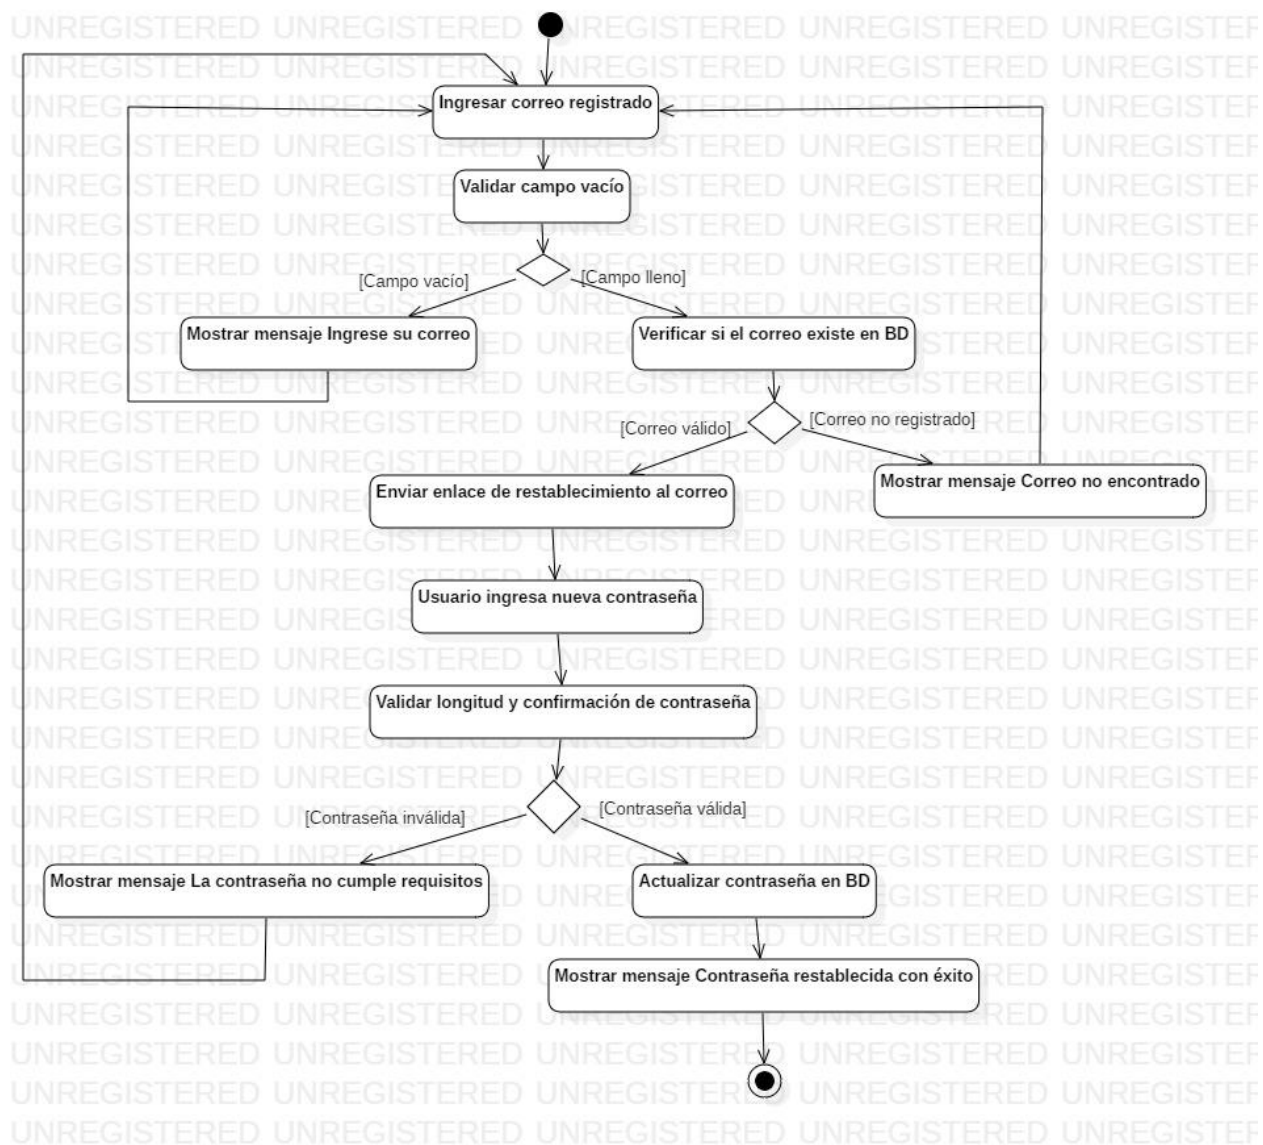 UNREGISTERED UNREGISTERED UNREGISTERED UNREGISTERED UNREGISTER
Ingresar correo registrado
Validar campo vacío
[Campo vacío]
[Campo lleno]
Mostrar mensaje Ingrese su correo
Verificar si el correo existe en BD
[Correo válido]
[Correo no registrado]
Enviar enlace de restablecimiento al correo
Mostrar mensaje Correo no encontrado
Usuario ingresa nueva contraseña
Validar longitud y confirmación de contraseña
[Contraseña inválida]
[Contraseña válida]
Mostrar mensaje La contraseña no cumple requisitos
Actualizar contraseña en BD
Mostrar mensaje Contraseña restablecida con éxito